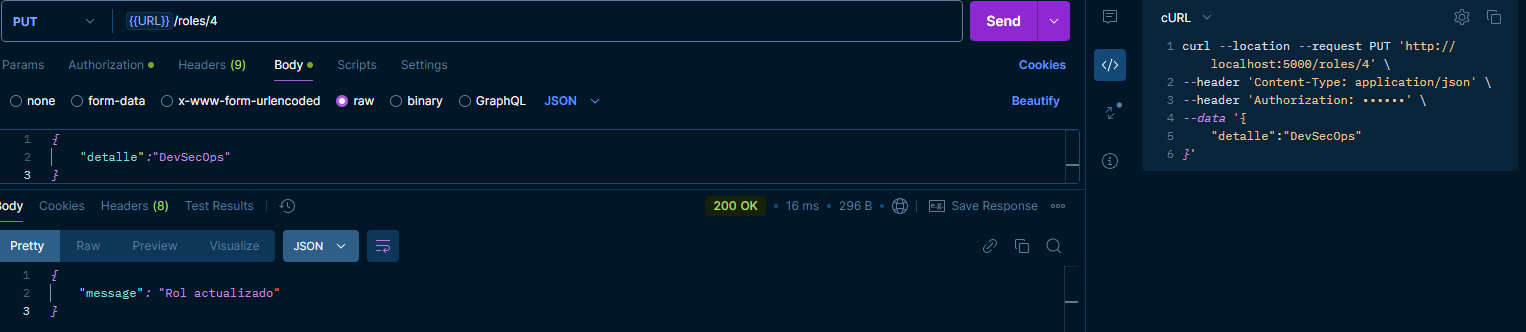 PUT
{{URL}}/roles/4
Send
Params
Authorization
Headers (9)
Body
Scripts
Settings
Cookies
none
form-data
x-www-form-urlencoded
raw
binary
GraphQL
JSON
Beautify
1 {
2 "detalle":"DevSecOps"
3 }
Body
Cookies
Headers (8)
Test Results
200 OK
16 ms
296 B
e.g.
Save Response
Pretty
Raw
Preview
Visualize
JSON
1 {
2 "message": "Rol actualizado"
3 }
cURL
1 curl --location --request PUT 'http://
localhost:5000/roles/4' \
2 --header 'Content-Type: application/json' \
3 --header 'Authorization: ••••••' \
4 --data '{
5 "detalle":"DevSecOps"
6 }'